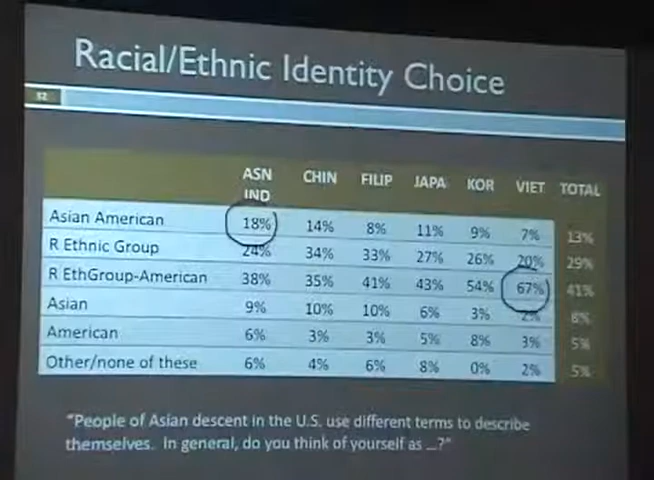 Racial/Ethnic Identity Choice
52
ASN IND CHIN FILIP JAPA KOR VIET TOTAL
Asian American 18% 14% 8% 11% 9% 7% 13%
R Ethnic Group 24% 34% 33% 27% 26% 20% 29%
R EthGroup-American 38% 35% 41% 43% 54% 67% 41%
Asian 9% 10% 10% 6% 3% 2% 8%
American 6% 3% 3% 5% 8% 3% 5%
Other/none of these 6% 4% 6% 8% 0% 2% 5%
"People of Asian descent in the U.S. use different terms to describe
themselves. In general, do you think of yourself as ...?"